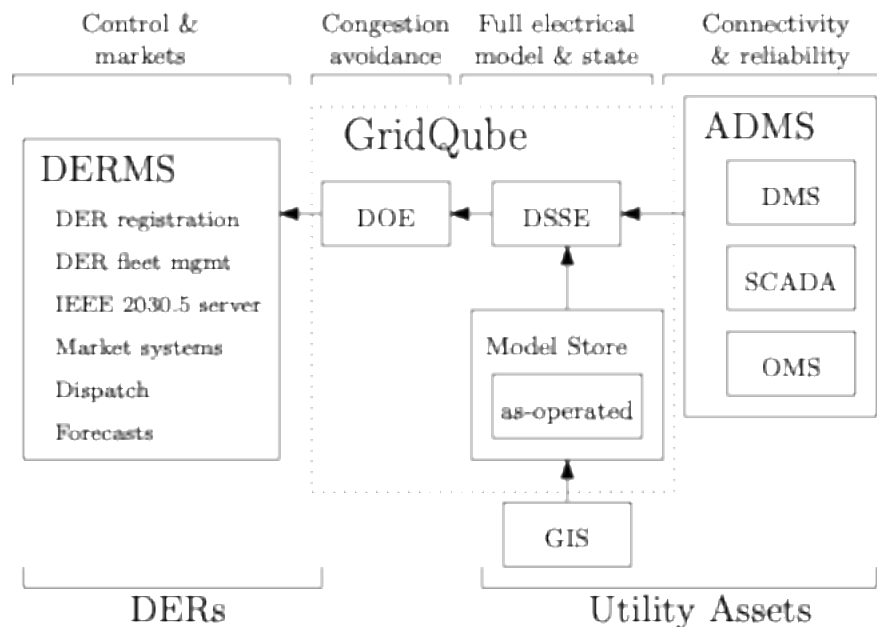 Control &
markets
Congestion
avoidance
Full electrical
model & state
Connectivity
& reliability
GridQube
ADMS
DERMS
DER registration
DER fleet mgmt
IEEE 2030.5 server
Market systems
Dispatch
Forecasts
DOE
DSSE
DMS
SCADA
OMS
Model Store
as-operated
GIS
DERs
Utility Assets